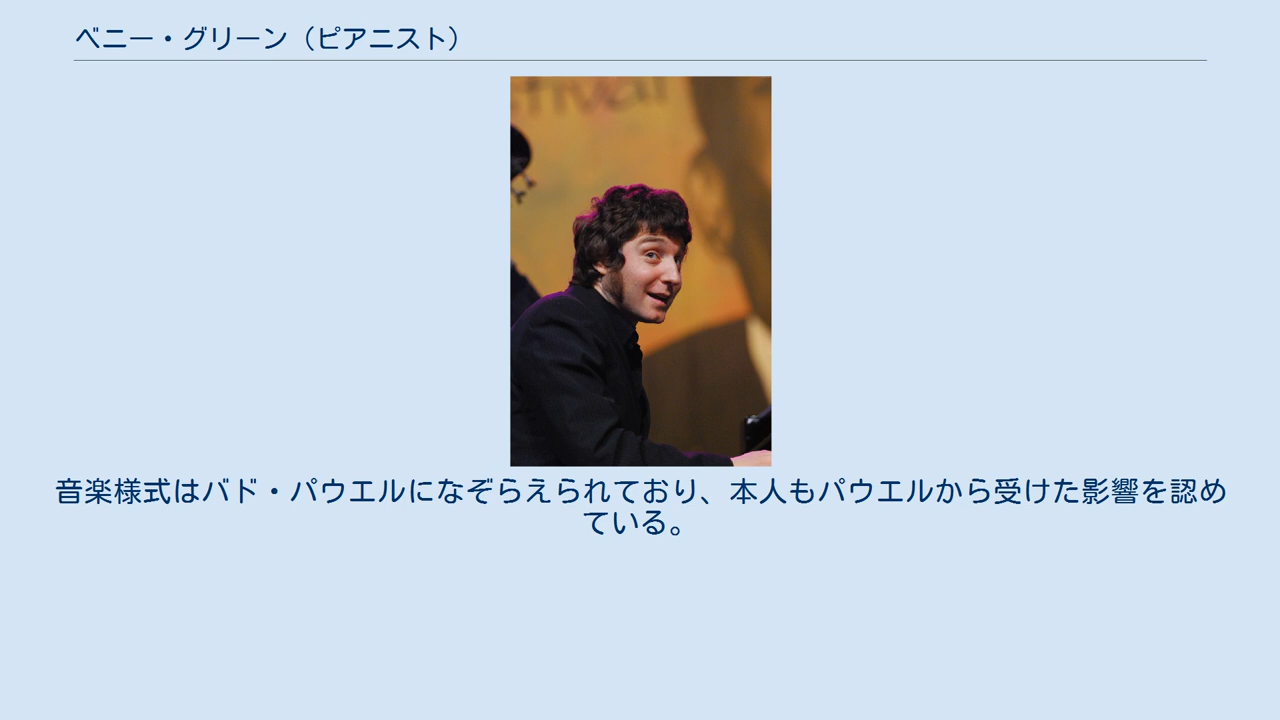 ベニー・グリーン（ピアニスト）
音楽様式はバド・パウエルになぞらえられており、本人もパウエルから受けた影響を認め
ている。